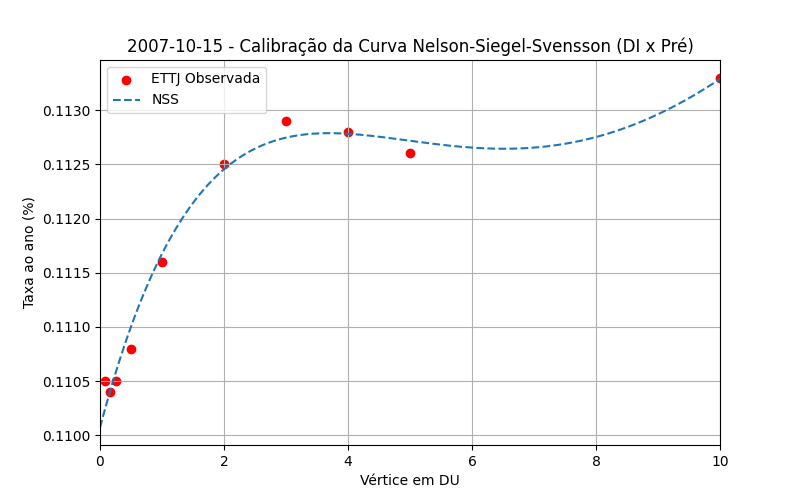 2007-10-15 - Calibração da Curva Nelson-Siegel-Svensson (DI x Pré)
ETTJ Observada
NSS
Taxa ao ano (%)
0.1130
0.1125
0.1120
0.1115
0.1110
0.1105
0.1100
0 2 4 6 8 10
Vértice em DU